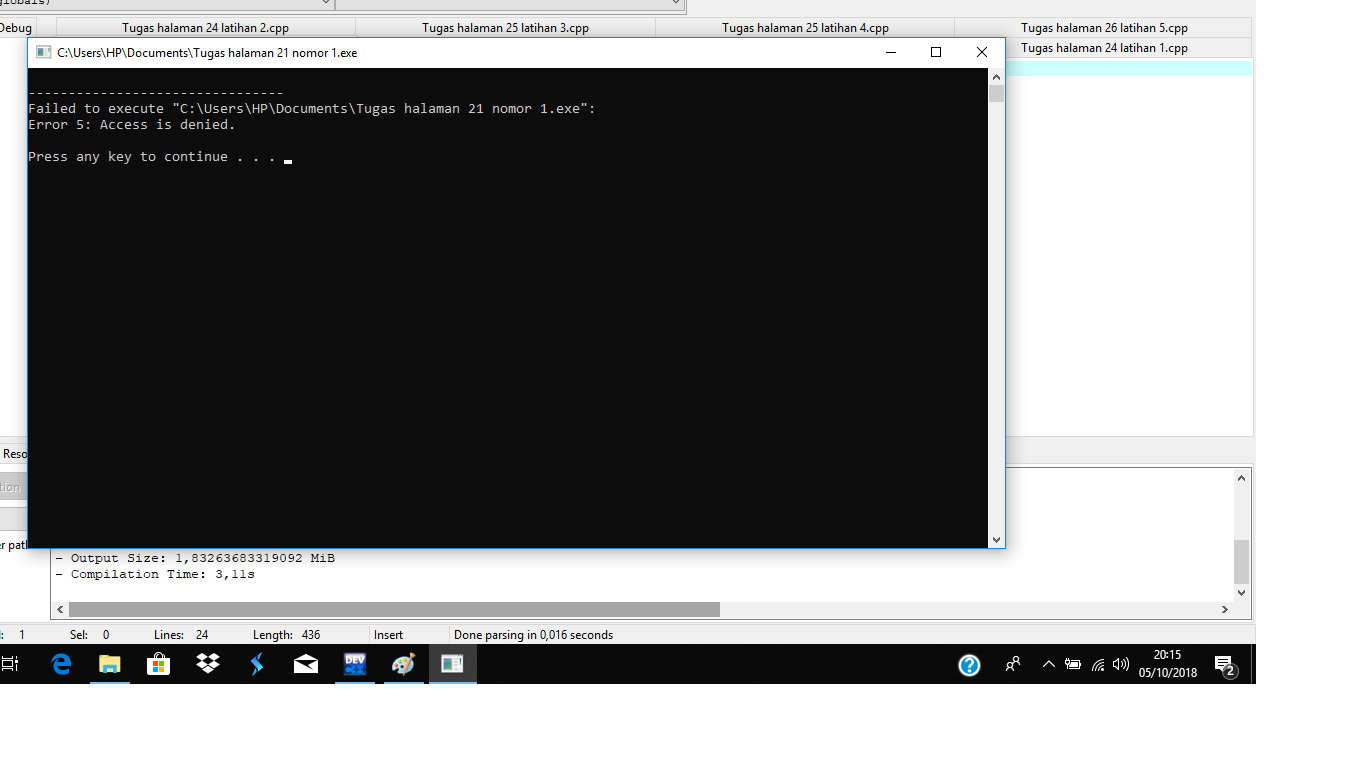 globals)
Debug
Tugas halaman 24 latihan 2.cpp
Tugas halaman 25 latihan 3.cpp
Tugas halaman 25 latihan 4.cpp
Tugas halaman 26 latihan 5.cpp
Tugas halaman 24 latihan 1.cpp
C:\Users\HP\Documents\Tugas halaman 21 nomor 1.exe
--------------------------------
Failed to execute "C:\Users\HP\Documents\Tugas halaman 21 nomor 1.exe":
Error 5: Access is denied.
Press any key to continue . . .
Reso
tion
er path
- Output Size: 1,83263683319092 MiB
- Compilation Time: 3,11s
: 1 Sel: 0 Lines: 24 Length: 436 Insert Done parsing in 0,016 seconds
DEV
20:15
05/10/2018
2